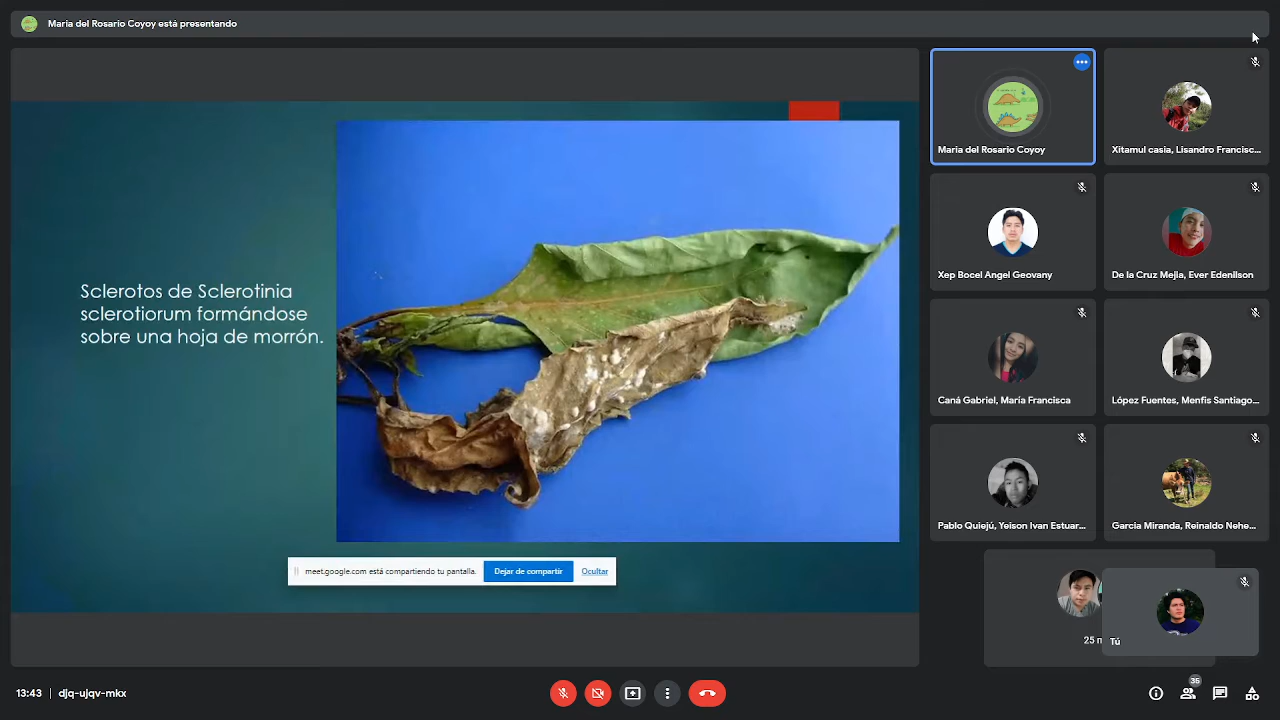 Maria del Rosario Coyoy está presentando
Sclerotos de Sclerotinia
sclerotiorum formándose
sobre una hoja de morrón.
meet.google.com está compartiendo tu pantalla.
Dejar de compartir
Ocultar
Maria del Rosario Coyoy
Xitamul casia, Lisandro Francisc...
Xep Bocel Angel Geovany
De la Cruz Mejia, Ever Edenilson
Caná Gabriel, María Francisca
López Fuentes, Menfis Santiago...
Pablo Quiejú, Yeison Ivan Estuar...
Garcia Miranda, Reinaldo Nehe...
25
Tú
13:43
djq-ujqv-mkx
35